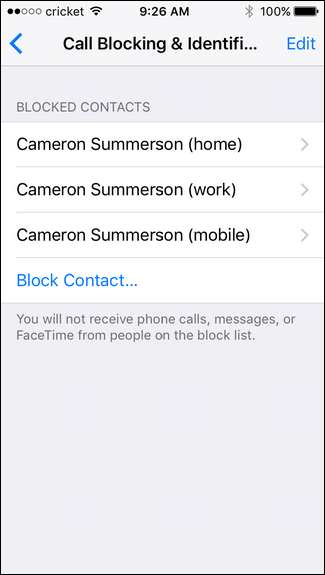 cricket 9:26 AM 100%
Call Blocking & Identifi... Edit
BLOCKED CONTACTS
Cameron Summerson (home)
Cameron Summerson (work)
Cameron Summerson (mobile)
Block Contact...
You will not receive phone calls, messages, or
FaceTime from people on the block list.